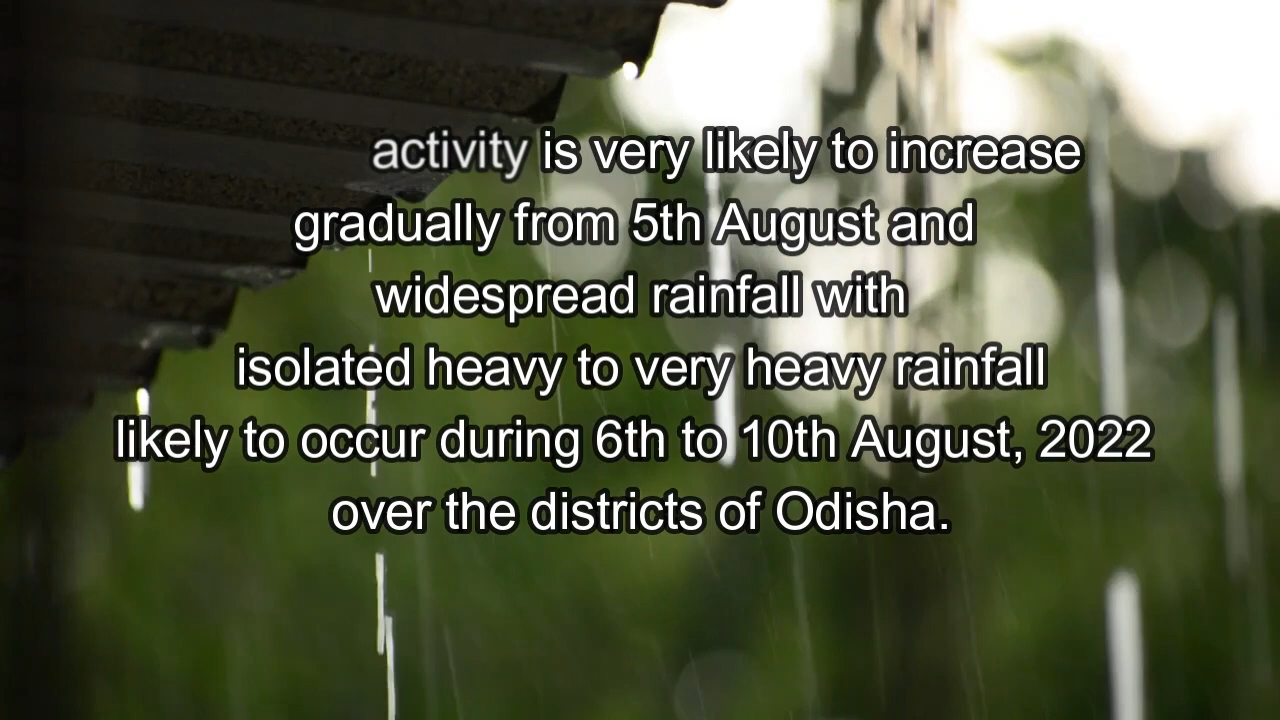 activity is very likely to increase
gradually from 5th August and
widespread rainfall with
isolated heavy to very heavy rainfall
likely to occur during 6th to 10th August, 2022
over the districts of Odisha.